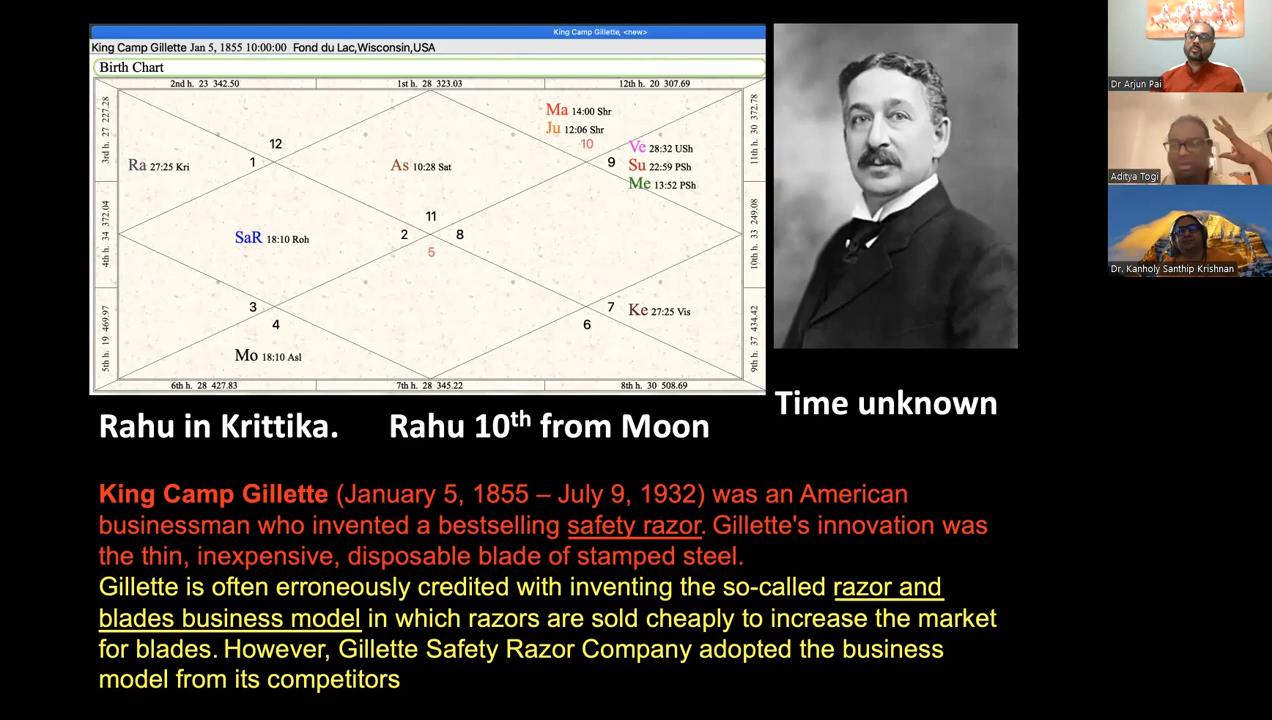 King Camp Gillette, <new>
King Camp Gillette Jan 5, 1855 10:00:00 Fond du Lac,Wisconsin,USA
Birth Chart
2nd h. 23 342.50 1st h. 28 323.03 12th h. 20 307.69
3rd h. 27 227.28
4th h. 34 372.04
5th h. 19 469.97
11th h. 30 372.78
10th h. 33 249.08
9th h. 37 434.42
Ma 14:00 Shr
Ju 12:06 Shr
12 10
Ve 28:32 USh
1 9
Ra 27:25 Kri As 10:28 Sat Su 22:59 PSh
Me 13:52 PSh
11
SaR 18:10 Roh 2 8
5
3 7 Ke 27:25 Vis
4 6
Mo 18:10 Asl
6th h. 28 427.83 7th h. 28 345.22 8th h. 30 508.69
Time unknown
Rahu in Krittika. Rahu 10th from Moon
King Camp Gillette (January 5, 1855 – July 9, 1932) was an American
businessman who invented a bestselling safety razor. Gillette's innovation was
the thin, inexpensive, disposable blade of stamped steel.
Gillette is often erroneously credited with inventing the so-called razor and
blades business model in which razors are sold cheaply to increase the market
for blades. However, Gillette Safety Razor Company adopted the business
model from its competitors
Dr Arjun Pai
Aditya Togi
Dr. Kanholy Santhip Krishnan